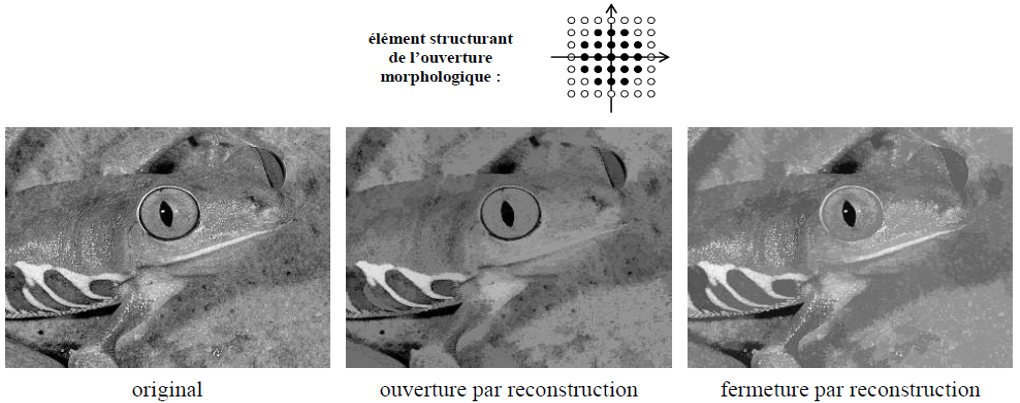 élément structurant
de l'ouverture
morphologique :
original
ouverture par reconstruction
fermeture par reconstruction